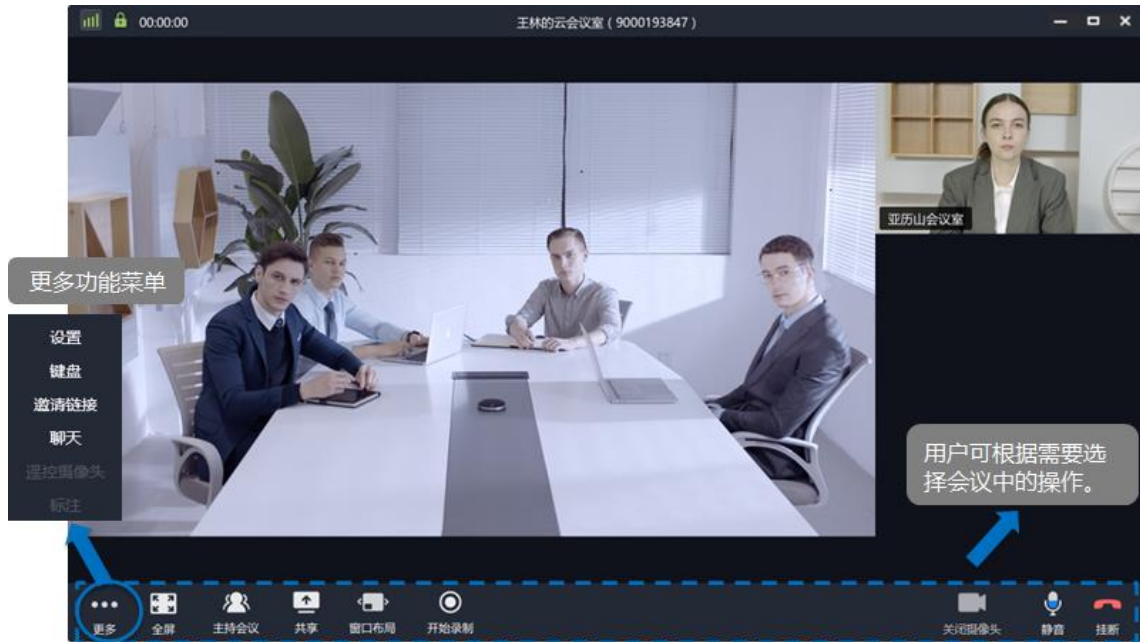 00:00:00
王林的云会议室 ( 9000193847 )
亚历山会议室
更多功能菜单
设置
键盘
邀请链接
聊天
遥控摄像头
标注
用户可根据需要选
择会议中的操作。
更多
全屏
主持会议
共享
窗口布局
开始录制
关闭摄像头
静音
挂断